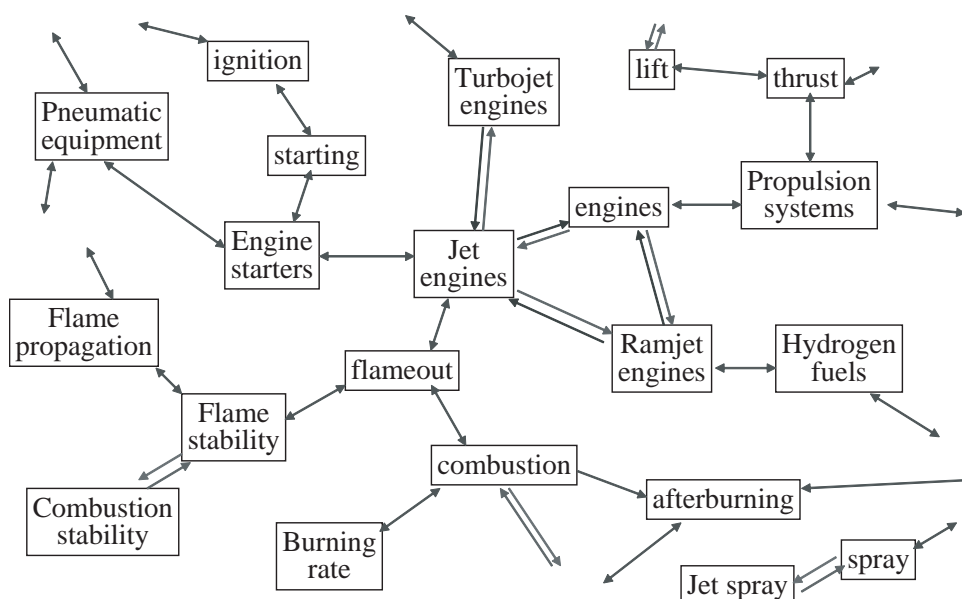 ignition
Turbojet
engines
lift
thrust
Pneumatic
equipment
starting
Propulsion
systems
engines
Engine
starters
Jet
engines
Flame
propagation
flameout
Ramjet
engines
Hydrogen
fuels
Flame
stability
combustion
afterburning
Combustion
stability
Burning
rate
spray
Jet spray